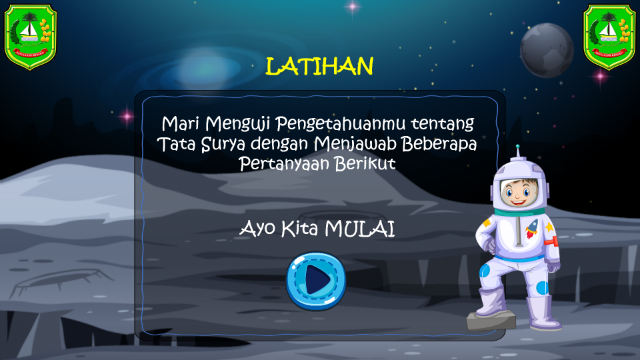 LATIHAN
Mari Menguji Pengetahuanmu tentang
Tata Surya dengan Menjawab Beberapa
Pertanyaan Berikut
Ayo Kita MULAI